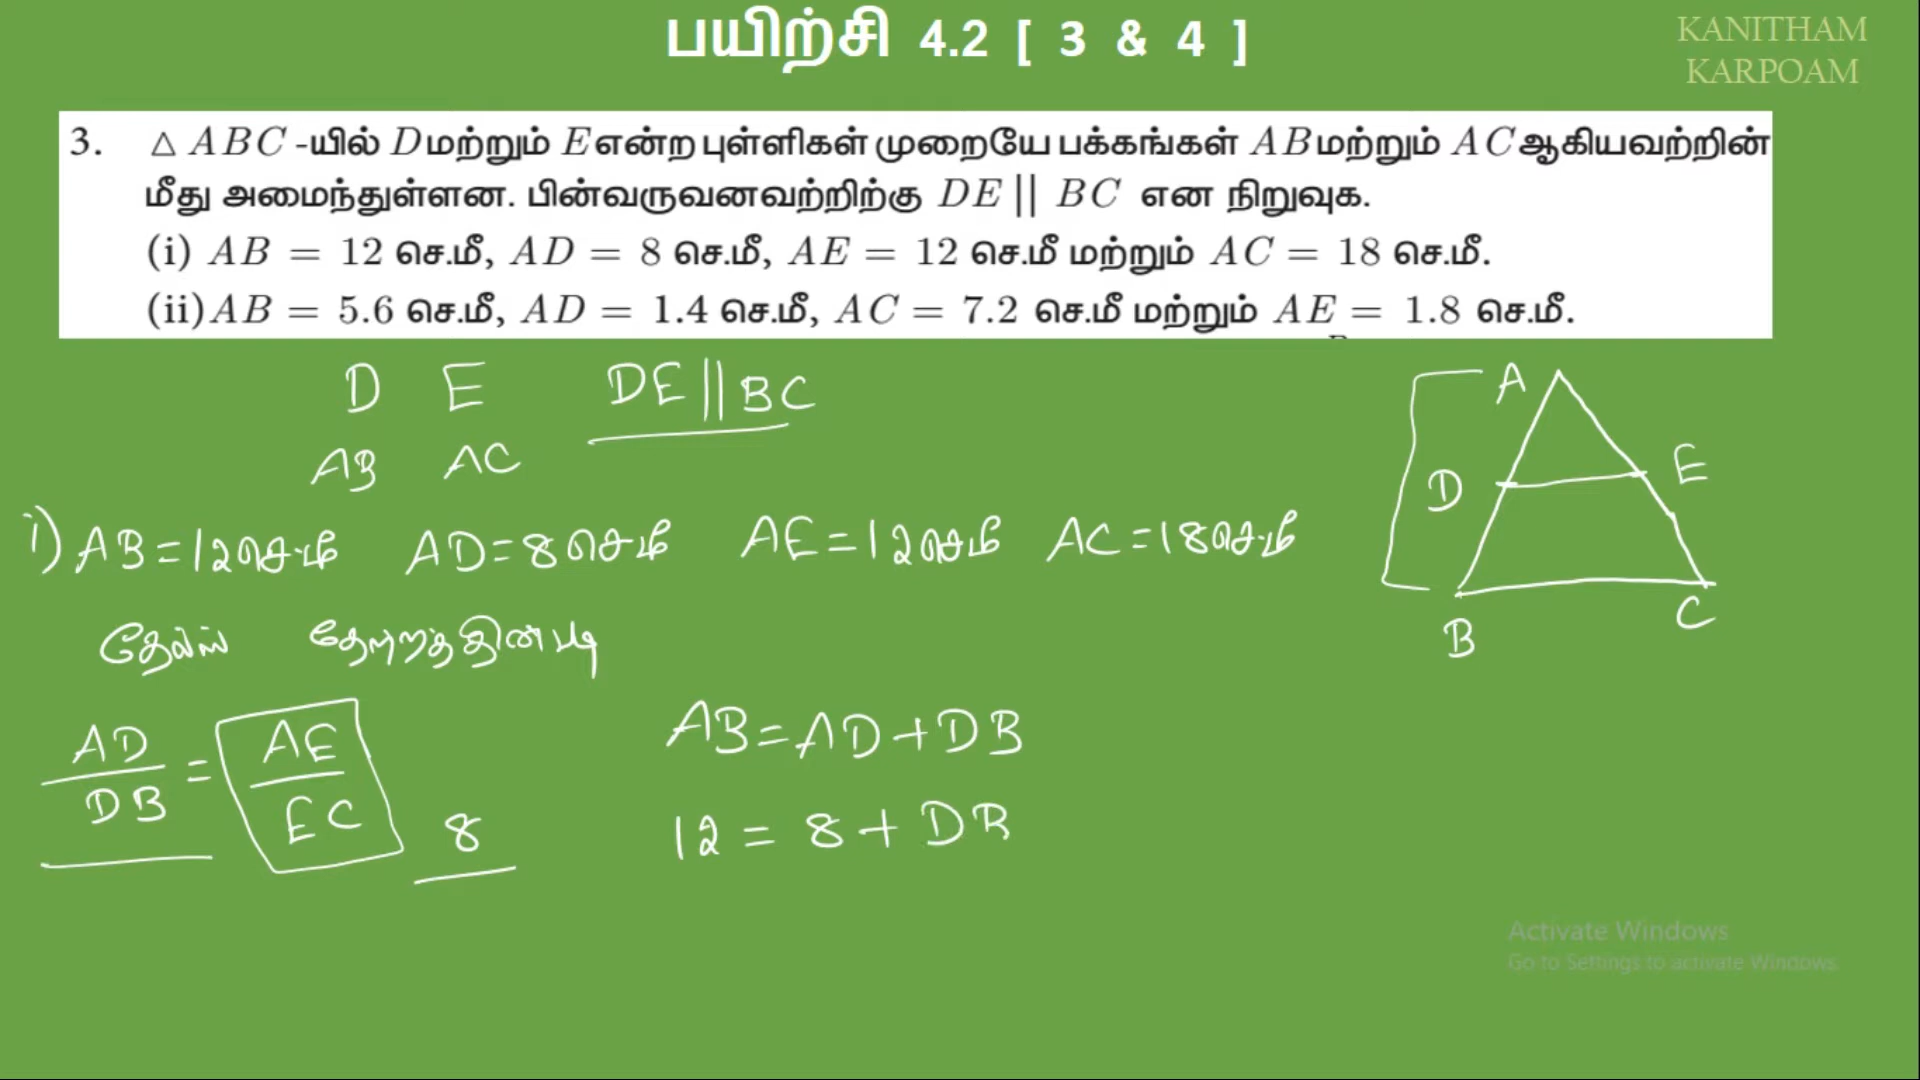 பயிற்சி 4.2 [ 3 & 4 ]
KANITHAM
KARPOAM
3. △ ABC -யில் D மற்றும் E என்ற புள்ளிகள் முறையே பக்கங்கள் AB மற்றும் AC ஆகியவற்றின்
மீது அமைந்துள்ளன. பின்வருவனவற்றிற்கு DE || BC என நிறுவுக.
(i) AB = 12 செ.மீ, AD = 8 செ.மீ, AE = 12 செ.மீ மற்றும் AC = 18 செ.மீ.
(ii) AB = 5.6 செ.மீ, AD = 1.4 செ.மீ, AC = 7.2 செ.மீ மற்றும் AE = 1.8 செ.மீ.
D E DE || BC
AB AC
A
D E
B C
i) AB = 12செ.மீ AD = 8செமீ AE = 12செமீ AC = 18செ.மீ
தேல்ஸ் தேற்றத்தின்படி
AD/DB = AE/EC
8
AB = AD + DB
12 = 8 + DB
Activate Windows
Go to Settings to activate Windows.